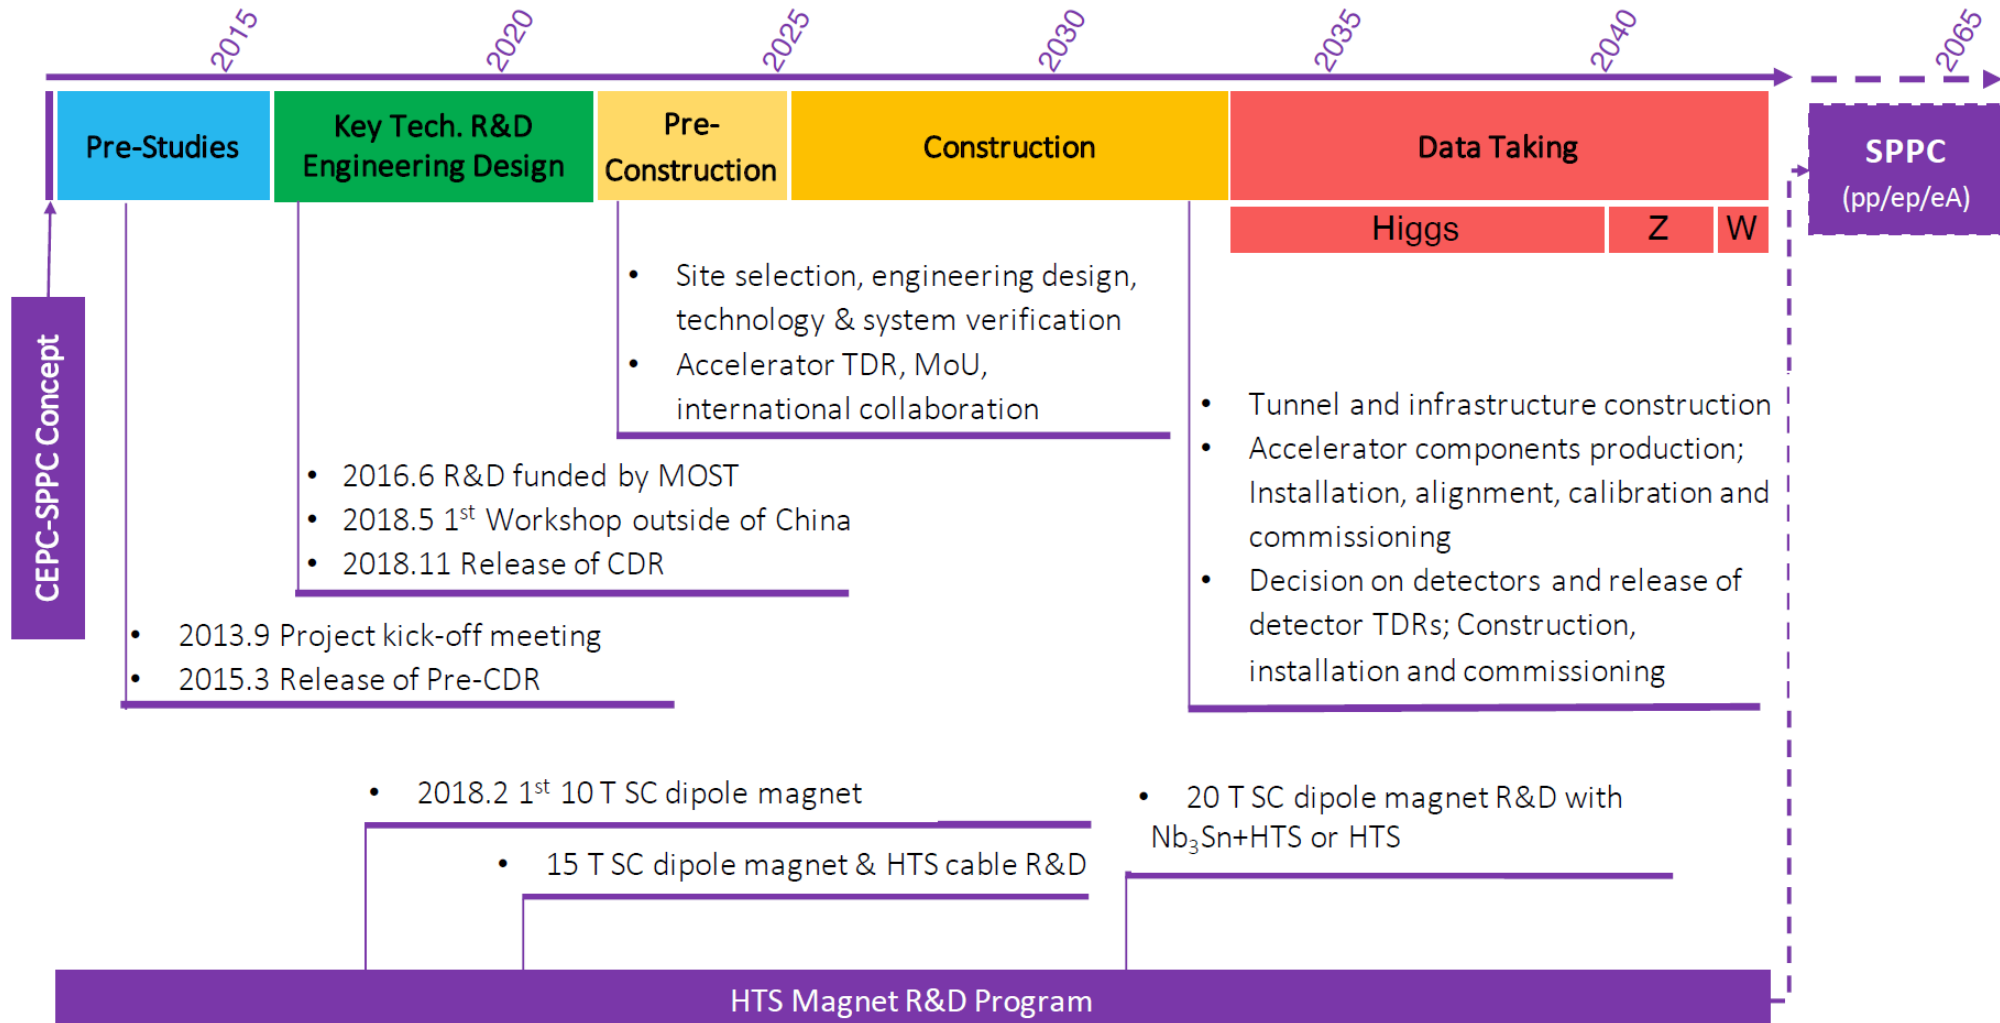 2015
2020
2025
2030
2035
2040
2065
Pre-Studies
Key Tech. R&D
Engineering Design
Pre-
Construction
Construction
Data Taking
SPPC
(pp/ep/eA)
Higgs
Z
W
CEPC-SPPC Concept
• Site selection, engineering design,
technology & system verification
• Accelerator TDR, MoU,
international collaboration
• Tunnel and infrastructure construction
• Accelerator components production;
Installation, alignment, calibration and
commissioning
• Decision on detectors and release of
detector TDRs; Construction,
installation and commissioning
• 2016.6 R&D funded by MOST
• 2018.5 1st Workshop outside of China
• 2018.11 Release of CDR
• 2013.9 Project kick-off meeting
• 2015.3 Release of Pre-CDR
• 2018.2 1st 10 T SC dipole magnet
• 15 T SC dipole magnet & HTS cable R&D
• 20 T SC dipole magnet R&D with
Nb3Sn+HTS or HTS
HTS Magnet R&D Program